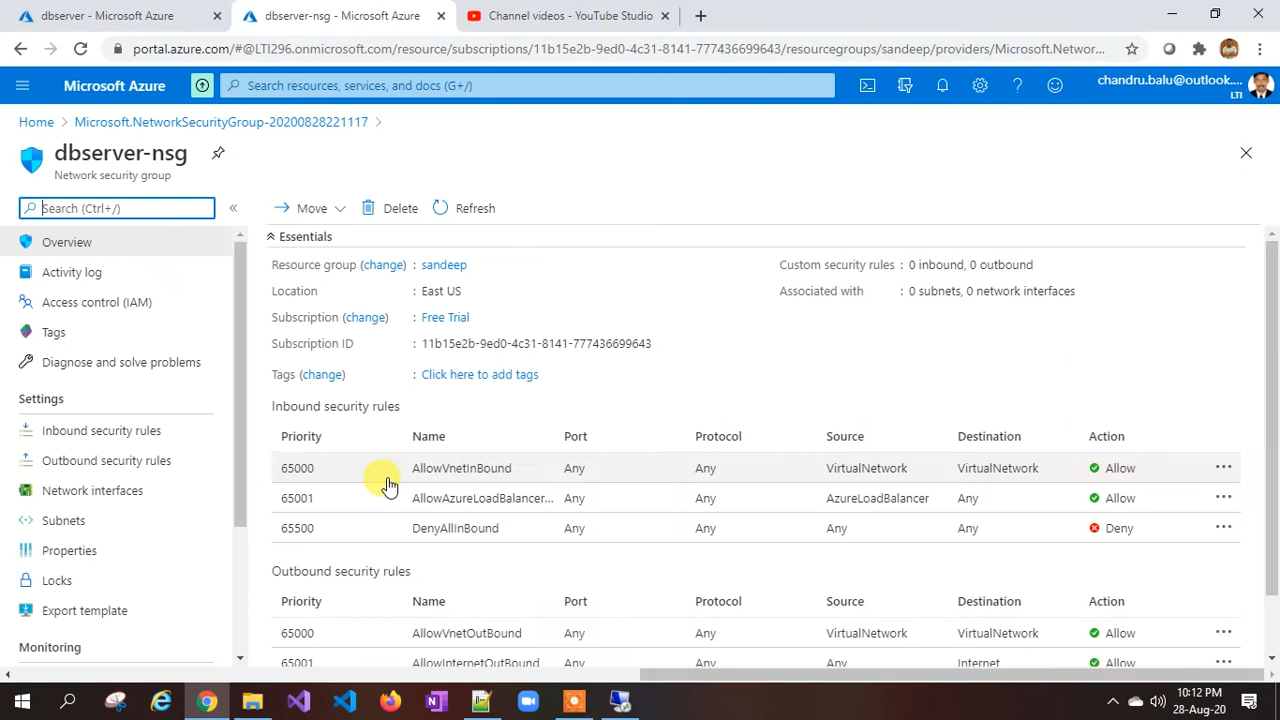 dbserver - Microsoft Azure
dbserver-nsg - Microsoft Azure
Channel videos - YouTube Studio
portal.azure.com/#@LTI296.onmicrosoft.com/resource/subscriptions/11b15e2b-9ed0-4c31-8141-777436699643/resourcegroups/sandeep/providers/Microsoft.Networ...
Microsoft Azure
Search resources, services, and docs (G+/)
chandru.balu@outlook....
LTI
Home > Microsoft.NetworkSecurityGroup-20200828221117 >
dbserver-nsg
Network security group
Search (Ctrl+/)
«
Move
Delete
Refresh
Overview
Activity log
Access control (IAM)
Tags
Diagnose and solve problems
Settings
Inbound security rules
Outbound security rules
Network interfaces
Subnets
Properties
Locks
Export template
Monitoring
Essentials
Resource group (change) : sandeep
Location : East US
Subscription (change) : Free Trial
Subscription ID : 11b15e2b-9ed0-4c31-8141-777436699643
Tags (change) : Click here to add tags
Custom security rules : 0 inbound, 0 outbound
Associated with : 0 subnets, 0 network interfaces
Inbound security rules
Priority Name Port Protocol Source Destination Action
65000 AllowVnetInBound Any Any VirtualNetwork VirtualNetwork Allow ...
65001 AllowAzureLoadBalancer... Any Any AzureLoadBalancer Any Allow ...
65500 DenyAllInBound Any Any Any Any Deny ...
Outbound security rules
Priority Name Port Protocol Source Destination Action
65000 AllowVnetOutBound Any Any VirtualNetwork VirtualNetwork Allow ...
65001 AllowInternetOutBound Any Any Any Internet Allow ...
10:12 PM
28-Aug-20